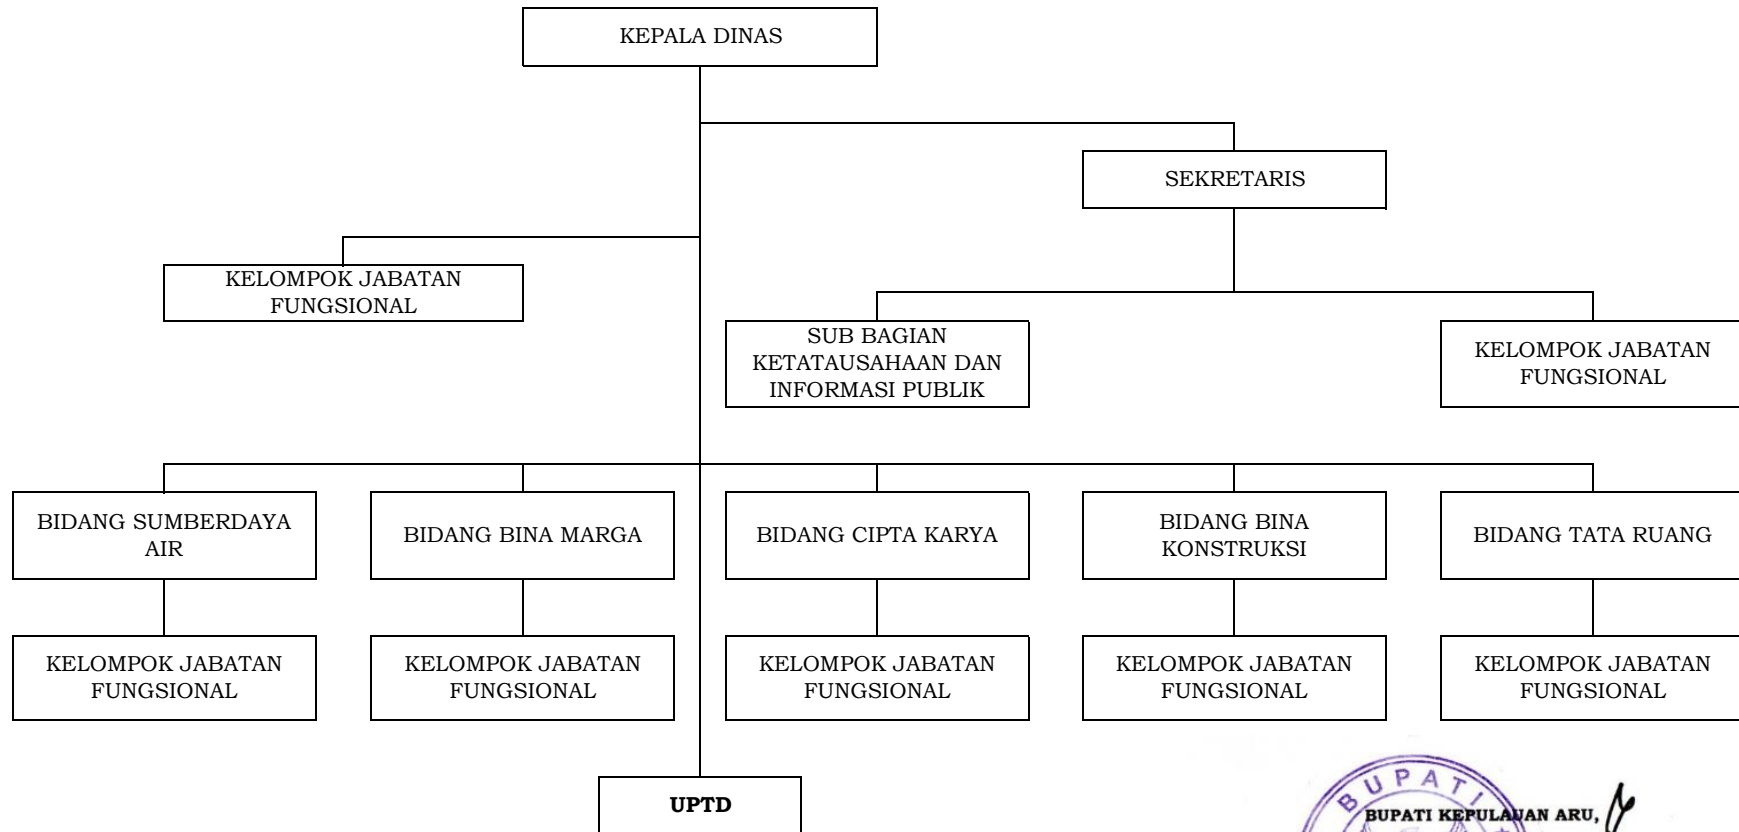 KEPALA DINAS
SEKRETARIS
KELOMPOK JABATAN
FUNGSIONAL
SUB BAGIAN
KETATAUSAHAAN DAN
INFORMASI PUBLIK
KELOMPOK JABATAN
FUNGSIONAL
BIDANG SUMBERDAYA
AIR
BIDANG BINA MARGA
BIDANG CIPTA KARYA
BIDANG BINA
KONSTRUKSI
BIDANG TATA RUANG
KELOMPOK JABATAN
FUNGSIONAL
KELOMPOK JABATAN
FUNGSIONAL
KELOMPOK JABATAN
FUNGSIONAL
KELOMPOK JABATAN
FUNGSIONAL
KELOMPOK JABATAN
FUNGSIONAL
UPTD
BUPATI
BUPATI KEPULAUAN ARU,